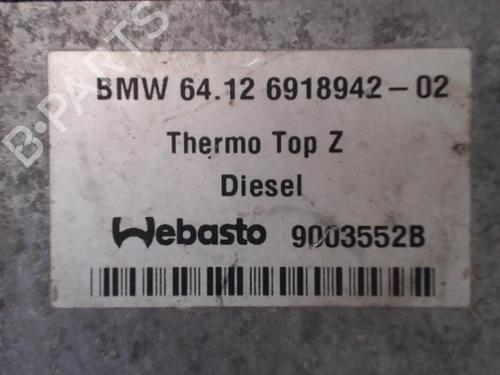 B-PARTS
BMW 64.12 6918942-02
Thermo Top Z
Diesel
Webasto 9003552B